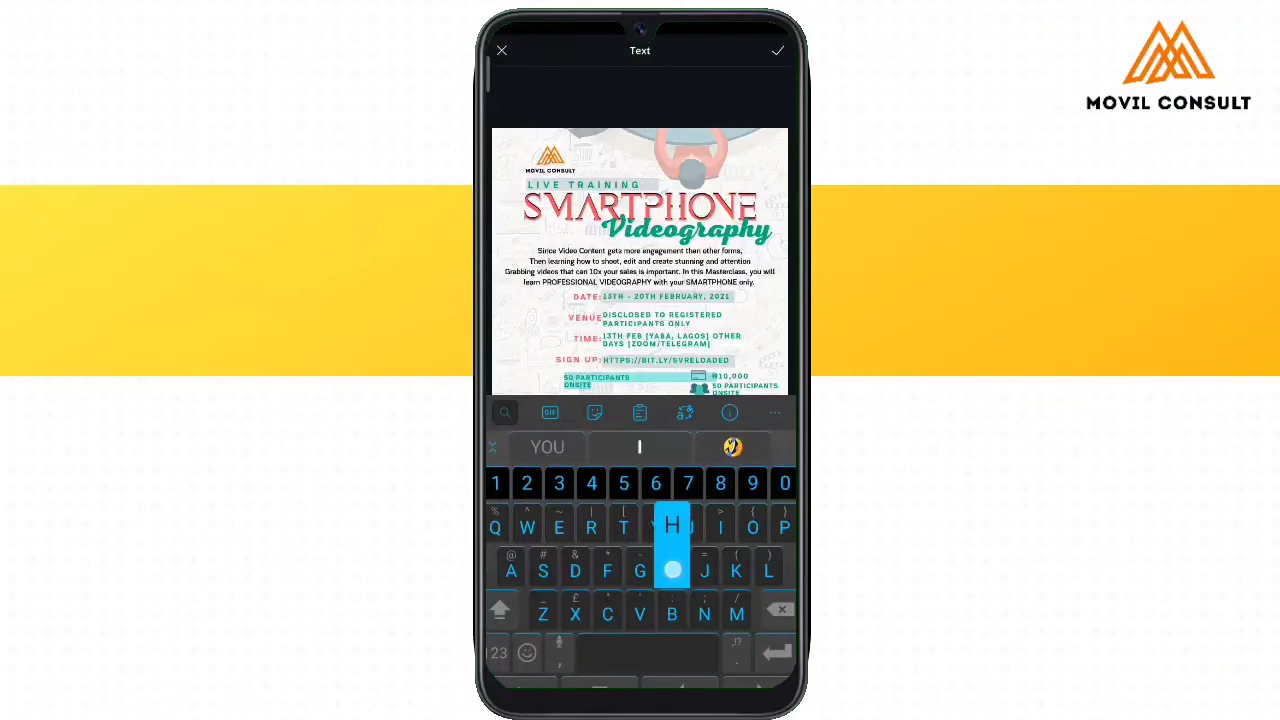 Text
MOVIL CONSULT
MOVIL CONSULT
LIVE TRAINING
SMARTPHONE
Videography
Since Video Content gets more engagement then other forms,
Then learning how to shoot, edit and create stunning and attention
Grabbing videos that can 10x your sales is important. In this Masterclass, you will
learn PROFESSIONAL VIDEOGRAPHY with your SMARTPHONE only.
DATE: 13TH - 20TH FEBRUARY, 2021
VENUE DISCLOSED TO REGISTERED
PARTICIPANTS ONLY
TIME: 13TH FEB [YABA, LAGOS] OTHER
DAYS [ZOOM/TELEGRAM]
SIGN UP: HTTPS://BIT.LY/SVRELOADED
50 PARTICIPANTS
ONSITE
₦10,000
50 PARTICIPANTS
ONSITE
GIF
YOU I
1 2 3 4 5 6 7 8 9 0
% ^ ~ | [ > { }
Q W E R T H I O P
@ # & * - = ( )
A S D F G J K L
_ £ " ' : ; /
Z X C V B N M
123 , ,!? .